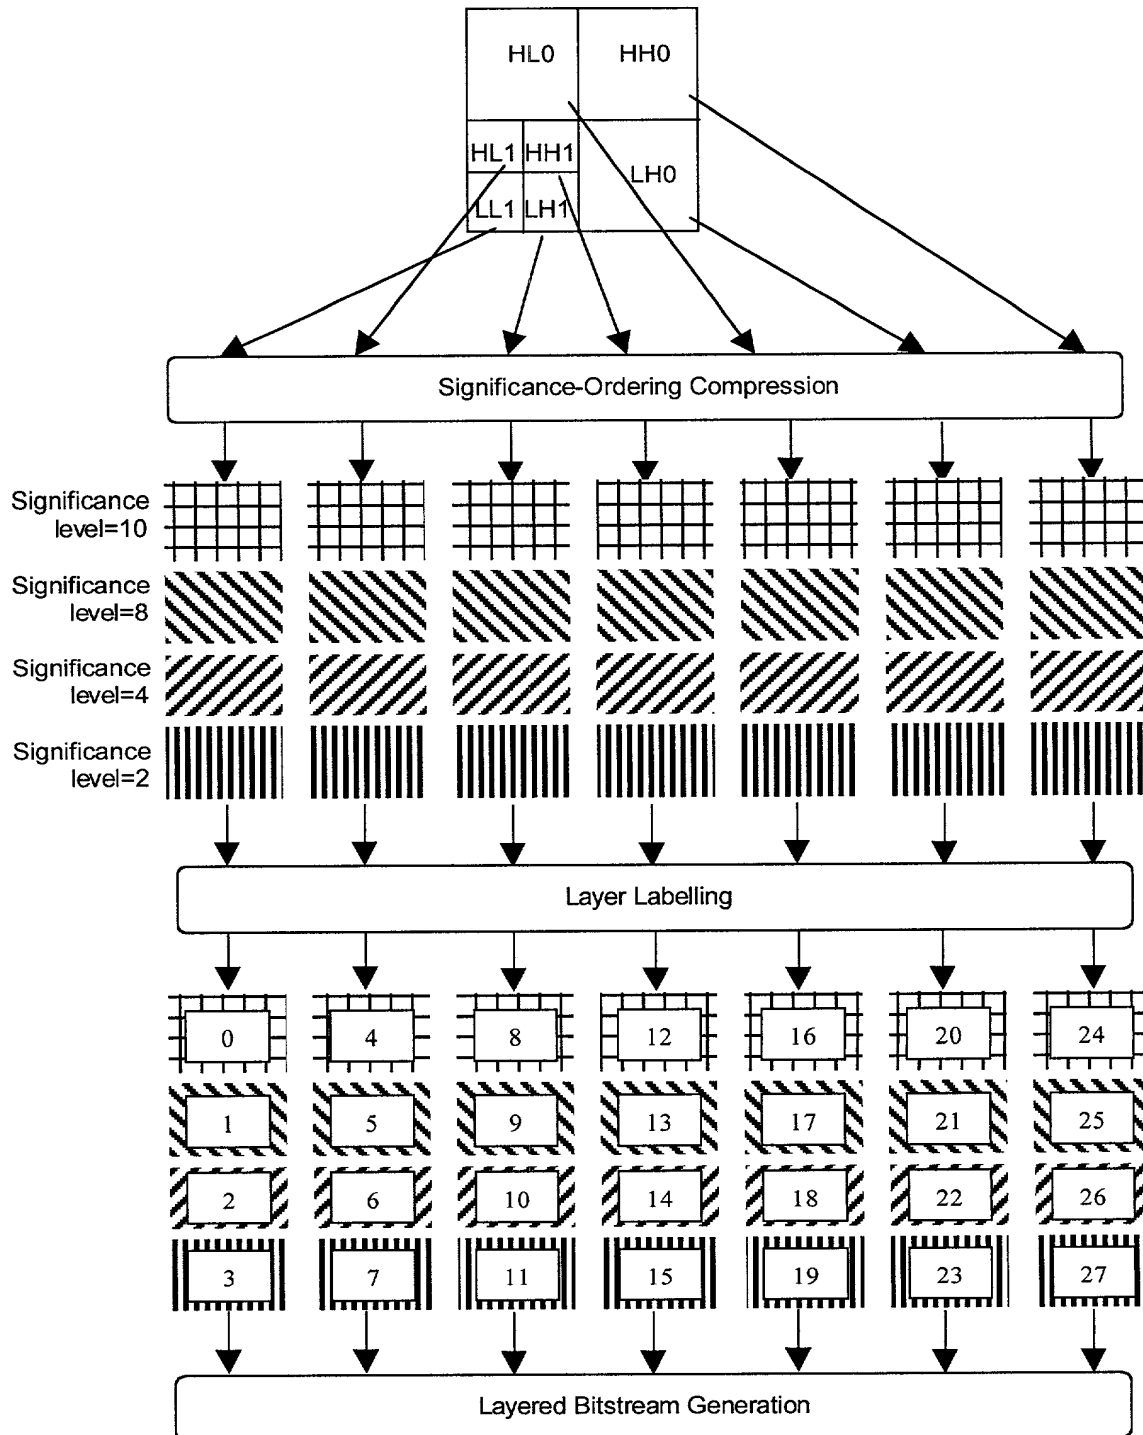 HL0 HH0
HL1 HH1
LH0
LL1 LH1
Significance-Ordering Compression
Significance
level=10
Significance
level=8
Significance
level=4
Significance
level=2
Layer Labelling
0 4 8 12 16 20 24
1 5 9 13 17 21 25
2 6 10 14 18 22 26
3 7 11 15 19 23 27
Layered Bitstream Generation